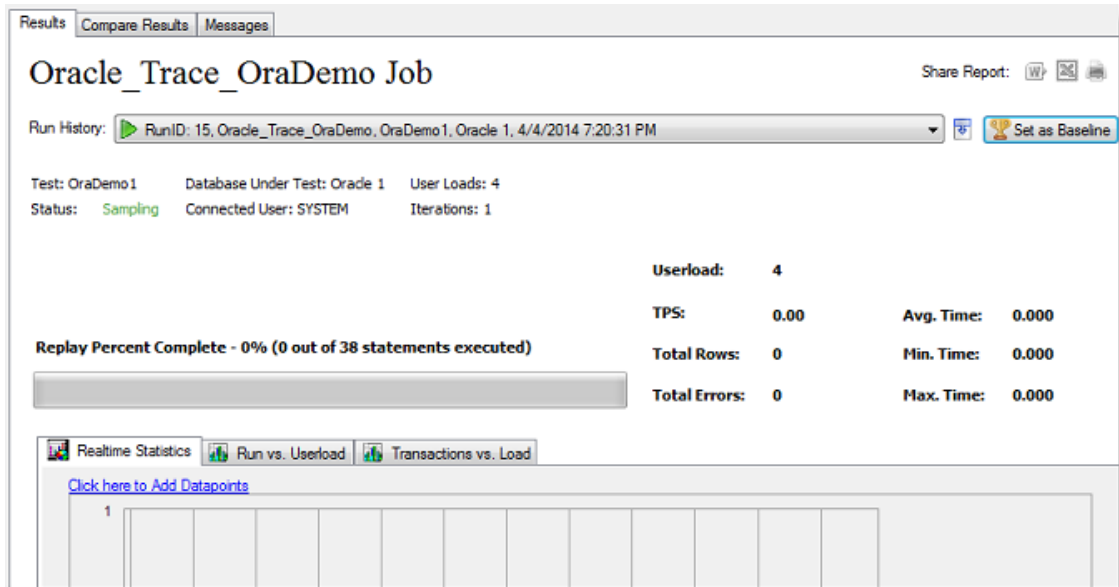 Results Compare Results Messages
Oracle_Trace_OraDemo Job
Share Report:
Run History: RunID: 15, Oracle_Trace_OraDemo, OraDemo1, Oracle 1, 4/4/2014 7:20:31 PM Set as Baseline
Test: OraDemo1 Database Under Test: Oracle 1 User Loads: 4
Status: Sampling Connected User: SYSTEM Iterations: 1
Userload: 4
TPS: 0.00 Avg. Time: 0.000
Replay Percent Complete - 0% (0 out of 38 statements executed)
Total Rows: 0 Min. Time: 0.000
Total Errors: 0 Max. Time: 0.000
Realtime Statistics Run vs. Userload Transactions vs. Load
Click here to Add Datapoints
1